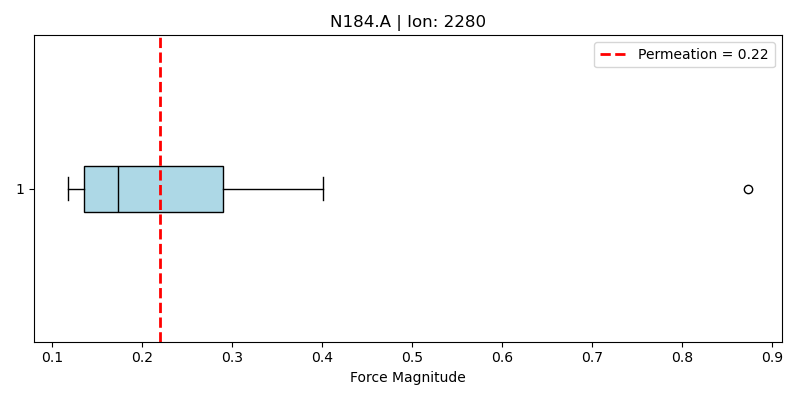 N184.A | Ion: 2280
Permeation = 0.22
1
0.1 0.2 0.3 0.4 0.5 0.6 0.7 0.8 0.9
Force Magnitude